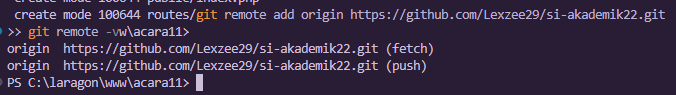 create mode 100644 public/index.php
create mode 100644 routes/git remote add origin https://github.com/Lexzee29/si-akademik22.git
>> git remote -vw\acara11>
origin  https://github.com/Lexzee29/si-akademik22.git (fetch)
origin  https://github.com/Lexzee29/si-akademik22.git (push)
PS C:\laragon\www\acara11>